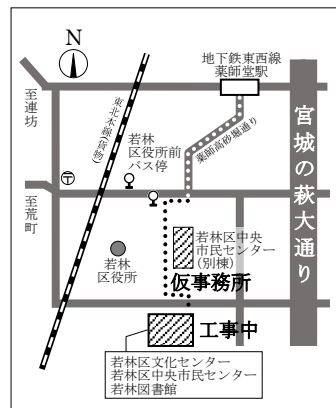 N
地下鉄東西線
薬師堂駅
至連坊
東北本線(貨物)
宮城の萩大通り
薬師高砂堀通り
若林
区役所前
バス停
〒
至荒町
若林
区役所
若林区中央
市民センター
(別棟)
仮事務所
工事中
若林区文化センター
若林区中央市民センター
若林図書館